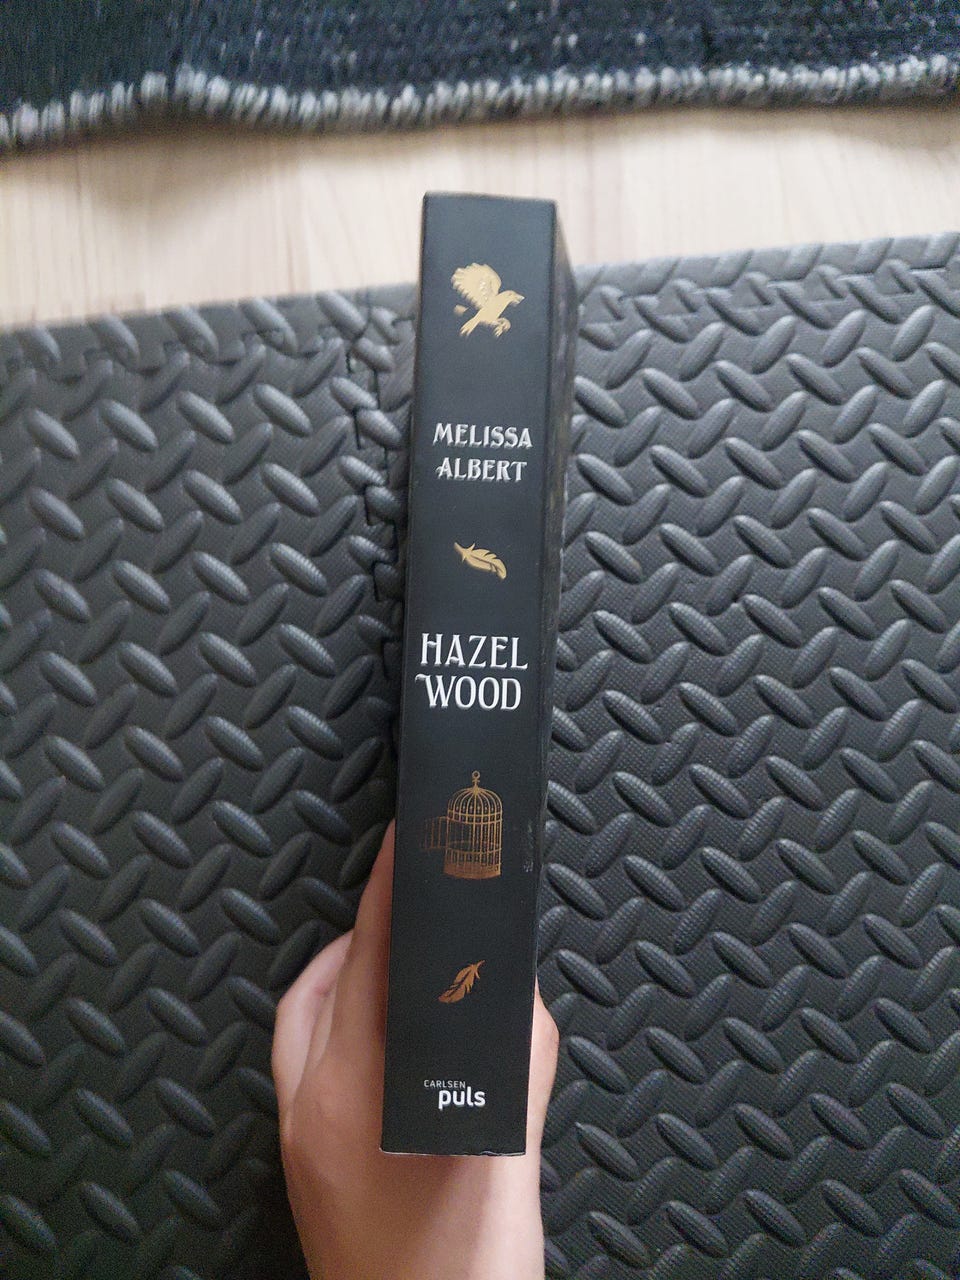 MELISSA
ALBERT
HAZEL
WOOD
CARLSEN
puls